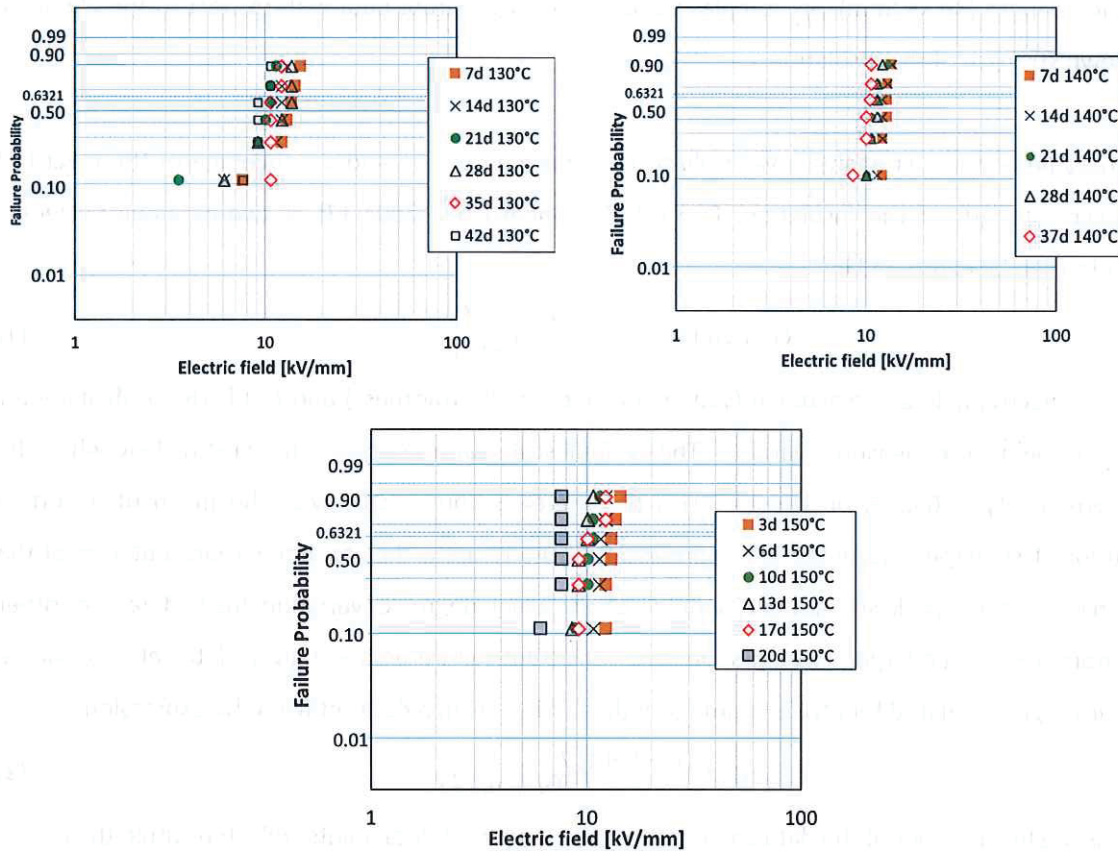 0.99
0.90
0.6321
0.50
0.10
0.01
Failure Probability
1
10
100
Electric field [kV/mm]
7d 130°C
14d 130°C
21d 130°C
28d 130°C
35d 130°C
42d 130°C
0.99
0.90
0.6321
0.50
0.10
0.01
Failure Probability
1
10
100
Electric field [kV/mm]
7d 140°C
14d 140°C
21d 140°C
28d 140°C
37d 140°C
0.99
0.90
0.6321
0.50
0.10
0.01
Failure Probability
1
10
100
Electric field [kV/mm]
3d 150°C
6d 150°C
10d 150°C
13d 150°C
17d 150°C
20d 150°C